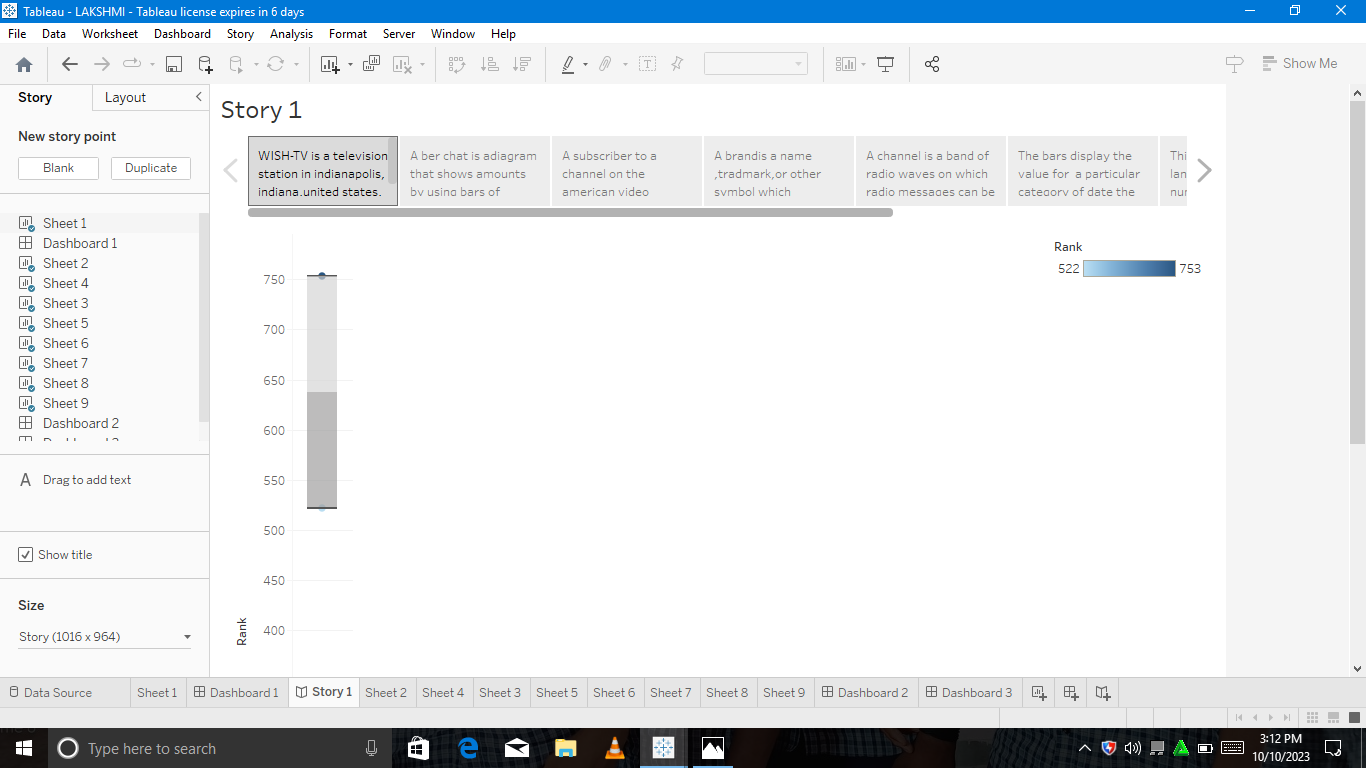 Tableau - LAKSHMI - Tableau license expires in 6 days
File Data Worksheet Dashboard Story Analysis Format Server Window Help
Show Me
Story Layout
New story point
Blank Duplicate
Sheet 1
Dashboard 1
Sheet 2
Sheet 4
Sheet 3
Sheet 5
Sheet 6
Sheet 7
Sheet 8
Sheet 9
Dashboard 2
Drag to add text
Show title
Size
Story (1016 x 964)
Story 1
WISH-TV is a television
station in indianapolis,
indiana.united states.
A ber chat is adiagram
that shows amounts
by using bars of
A subscriber to a
channel on the
american video
A brandis a name
,tradmark,or other
symbol which
A channel is a band of
radio waves on which
radio messages can be
The bars display the
value for a particular
category of date the
Thi
lan
nur
Rank
522 753
750
700
650
600
550
500
450
400
Rank
Data Source Sheet 1 Dashboard 1 Story 1 Sheet 2 Sheet 4 Sheet 3 Sheet 5 Sheet 6 Sheet 7 Sheet 8 Sheet 9 Dashboard 2 Dashboard 3
Type here to search
3:12 PM
10/10/2023